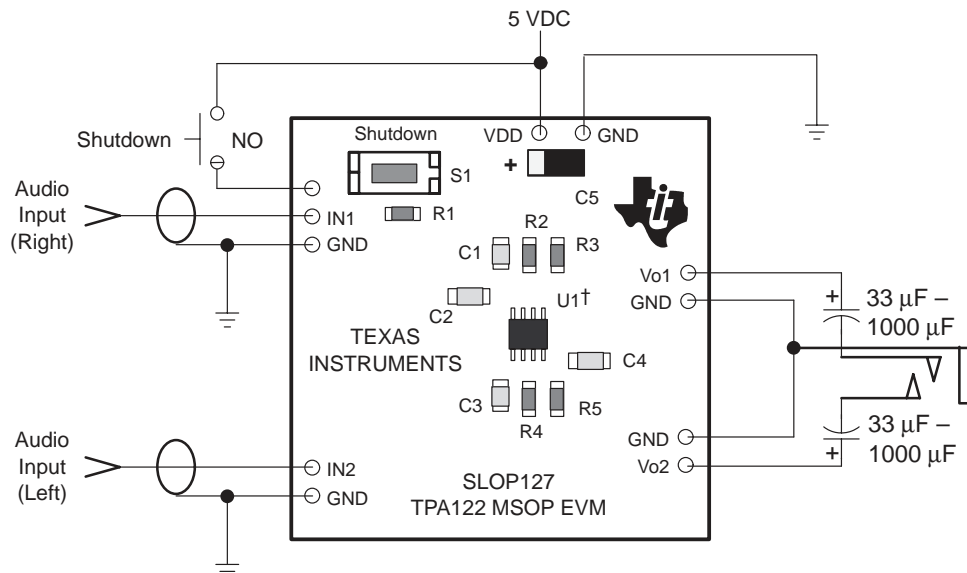 5 VDC
Shutdown
NO
Shutdown
VDD
GND
+
S1
C5
Audio
Input
(Right)
IN1
GND
R1
R2
C1
R3
Vo1
GND
C2
U1†
+
33 µF –
1000 µF
TEXAS
INSTRUMENTS
C4
C3
R4
R5
33 µF –
1000 µF
+
Audio
Input
(Left)
IN2
GND
GND
Vo2
SLOP127
TPA122 MSOP EVM